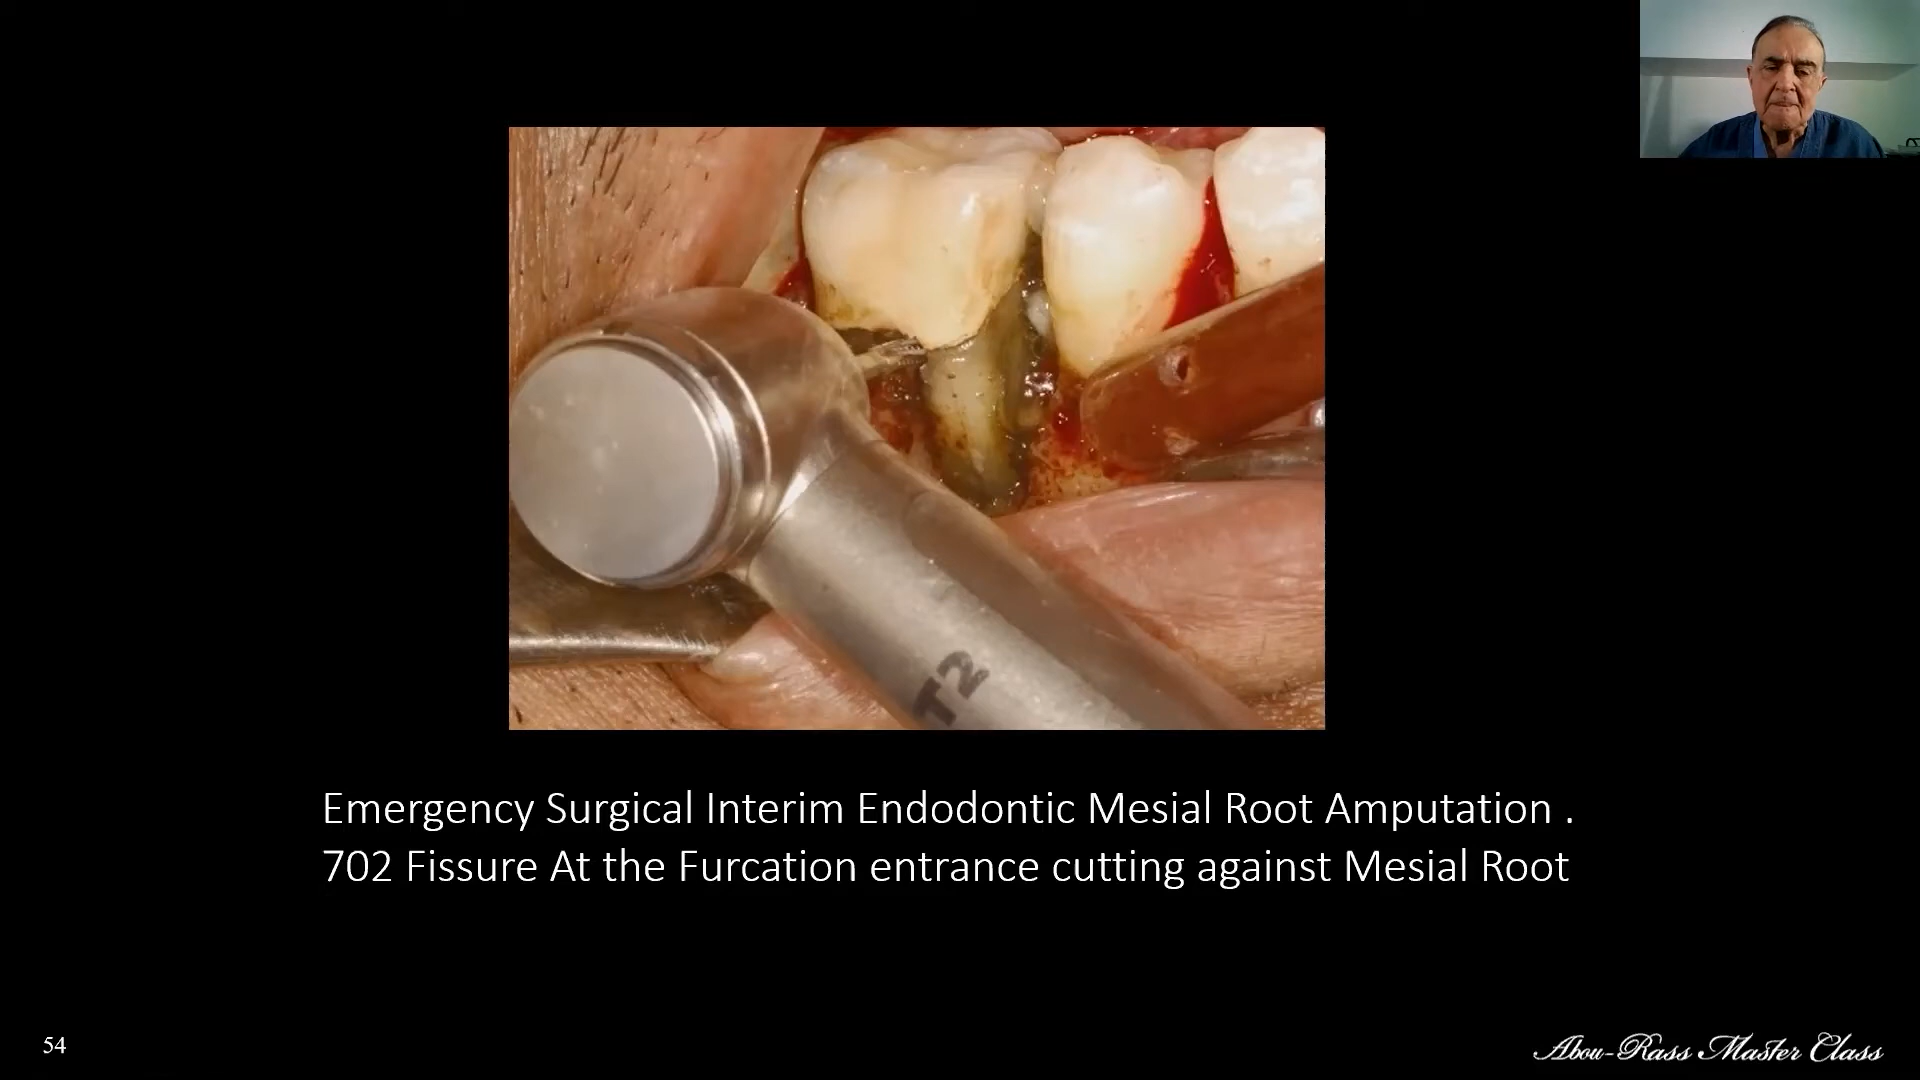 T2
Emergency Surgical Interim Endodontic Mesial Root Amputation .
702 Fissure At the Furcation entrance cutting against Mesial Root
54
Abou-Rass Master Class